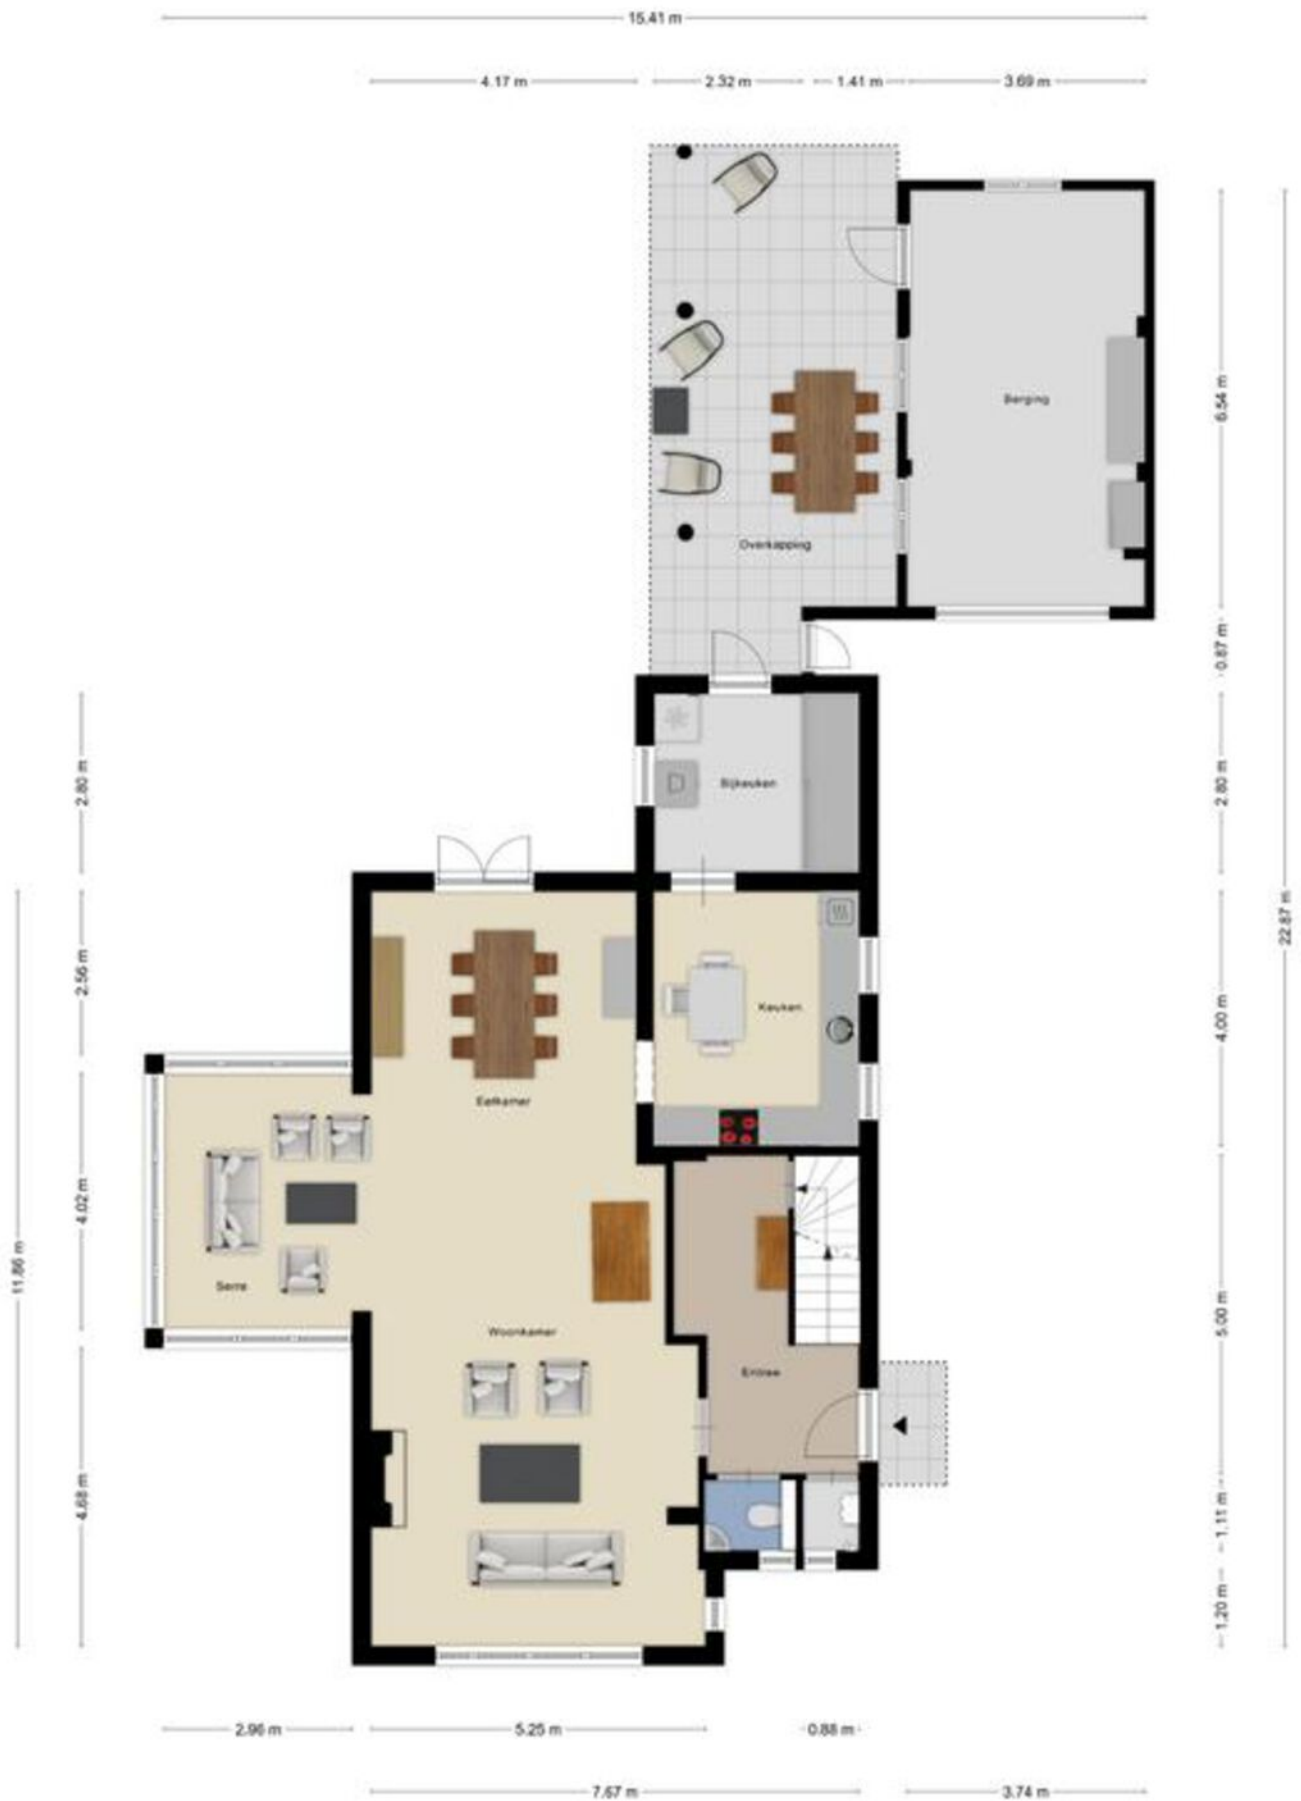 15.41 m
4.17 m
2.32 m
1.41 m
3.69 m
Berging
6.54 m
Overkapping
0.87 m
2.80 m
Bijkeuken
2.80 m
22.87 m
2.56 m
Keuken
4.00 m
Eetkamer
4.02 m
11.86 m
Serre
Woonkamer
5.00 m
Entree
4.68 m
1.11 m
1.20 m
2.96 m
5.25 m
0.88 m
7.67 m
3.74 m